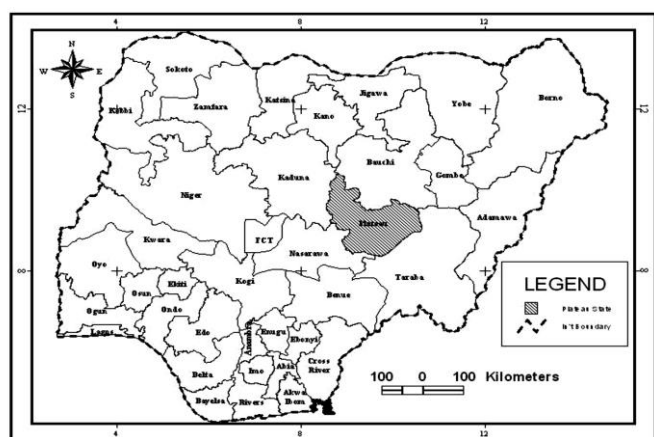 4 8 12
N
W E
S
Sokoto
Katsina
Jigawa
Yobe
Borno
Zamfara
Kano
12 12
Kebbi
Bauchi
Gombe
Kaduna
Niger
Plateau
Adamawa
Kwara
FCT
Nasarawa
Oyo
8 8
Kogi
Taraba
Ekiti
Benue
Osun
LEGEND
Ogun
Ondo
Plateau State
Edo
Enugu
Int'l Boundary
Lagos
Anambra
Ebonyi
Imo
Abia
Cross
River
Delta
100 0 100 Kilometers
Bayelsa
Rivers
Akwa
Ibom
4 8 12